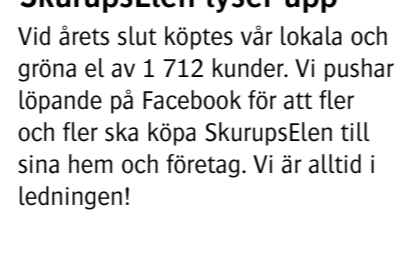 SkurupsElen lyser upp
Vid årets slut köptes vår lokala och
gröna el av 1 712 kunder. Vi pushar
löpande på Facebook för att fler
och fler ska köpa SkurupsElen till
sina hem och företag. Vi är alltid i
ledningen!